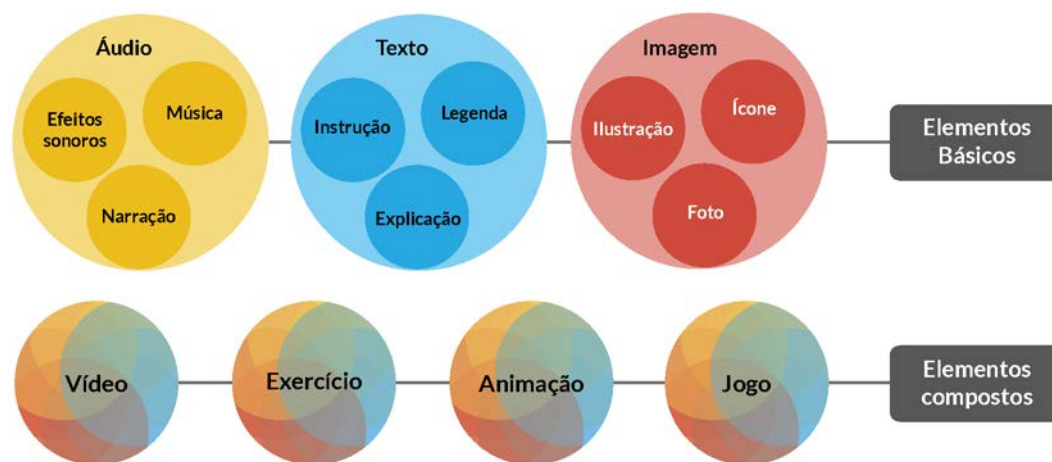 Áudio
Efeitos
sonoros
Música
Narração
Texto
Instrução
Legenda
Explicação
Imagem
Ilustração
Ícone
Foto
Elementos
Básicos
Vídeo
Exercício
Animação
Jogo
Elementos
compostos